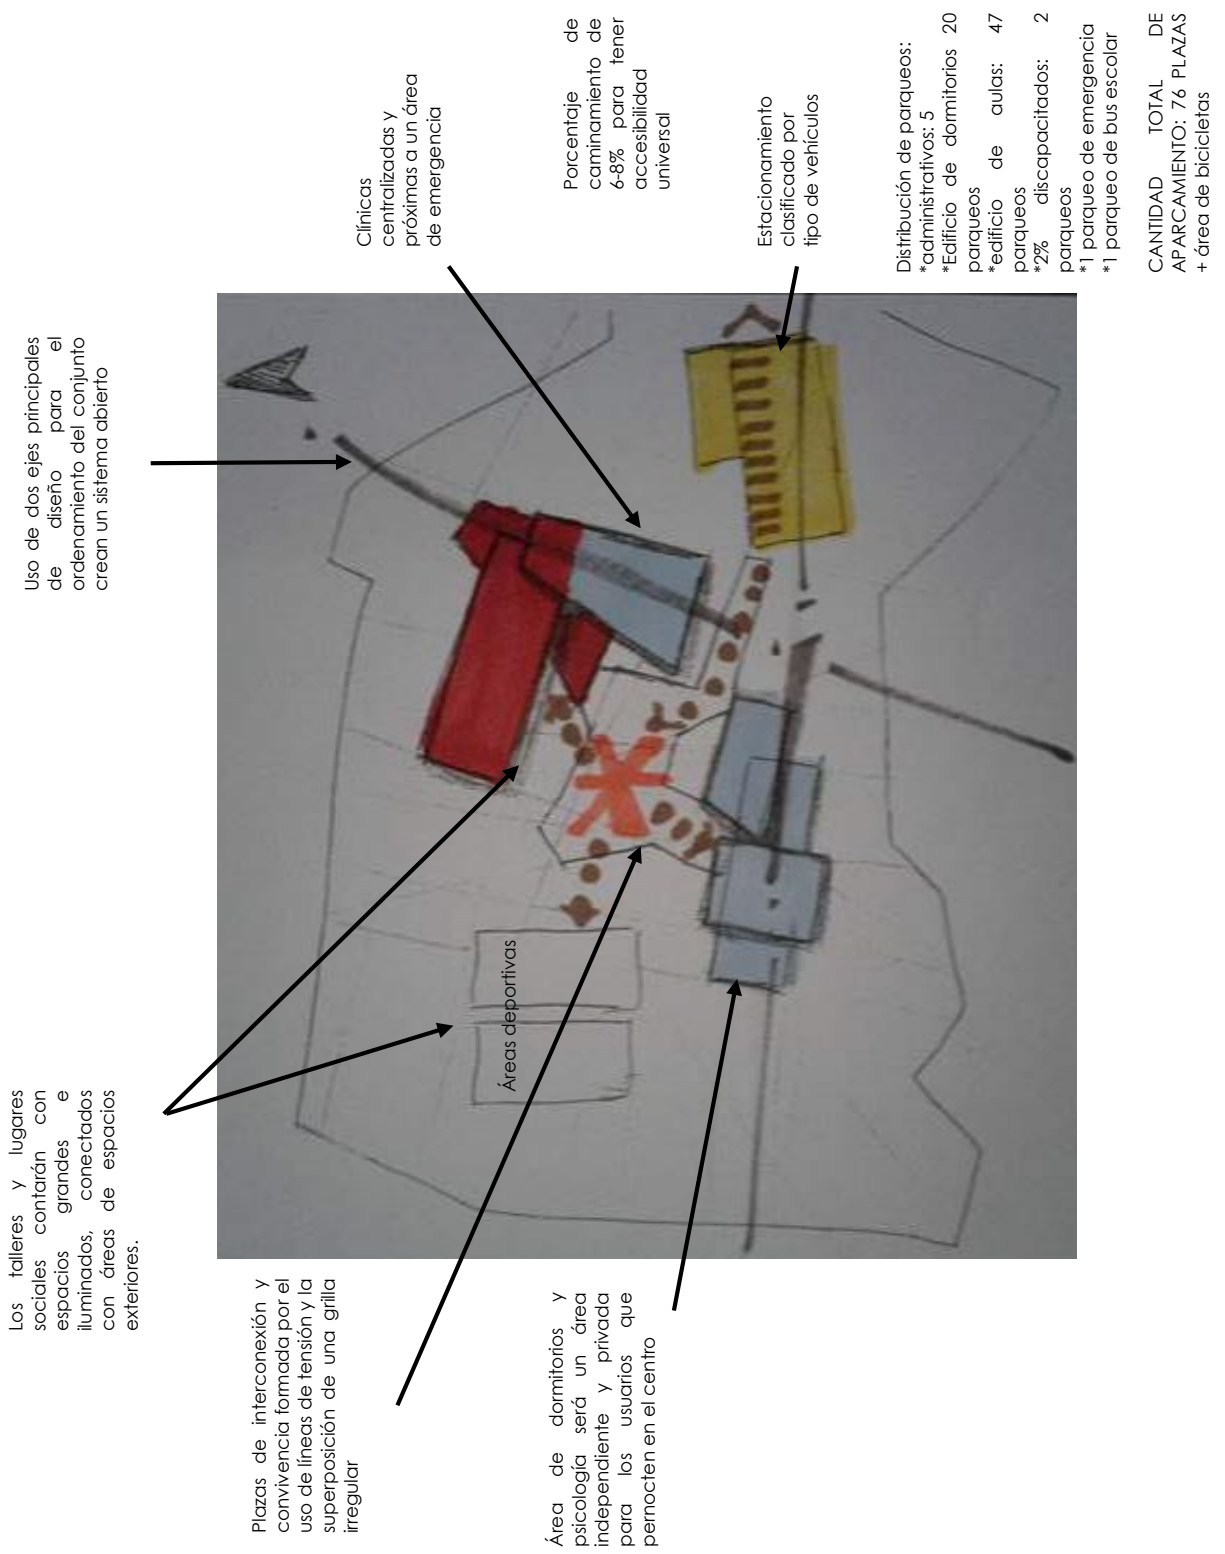 Los talleres y lugares
sociales contarán con
espacios grandes e
iluminados, conectados
con áreas de espacios
exteriores.
Uso de dos ejes principales
de diseño para el
ordenamiento del conjunto
crean un sistema abierto
Plazas de interconexión y
convivencia formada por el
uso de líneas de tensión y la
superposición de una grilla
irregular
Clínicas
centralizadas y
próximas a un área
de emergencia
Áreas deportivas
Área de dormitorios y
psicología será un área
independiente y privada
para los usuarios que
pernocten en el centro
Porcentaje de
caminamiento de
6-8% para tener
accesibilidad
universal
Estacionamiento
clasificado por
tipo de vehículos
Distribución de parqueos:
*administrativos: 5
*Edificio de dormitorios 20
parqueos
*edificio de aulas: 47
parqueos
*2% discapacitados: 2
parqueos
*1 parqueo de emergencia
*1 parqueo de bus escolar
CANTIDAD TOTAL DE
APARCAMIENTO: 76 PLAZAS
+ área de bicicletas